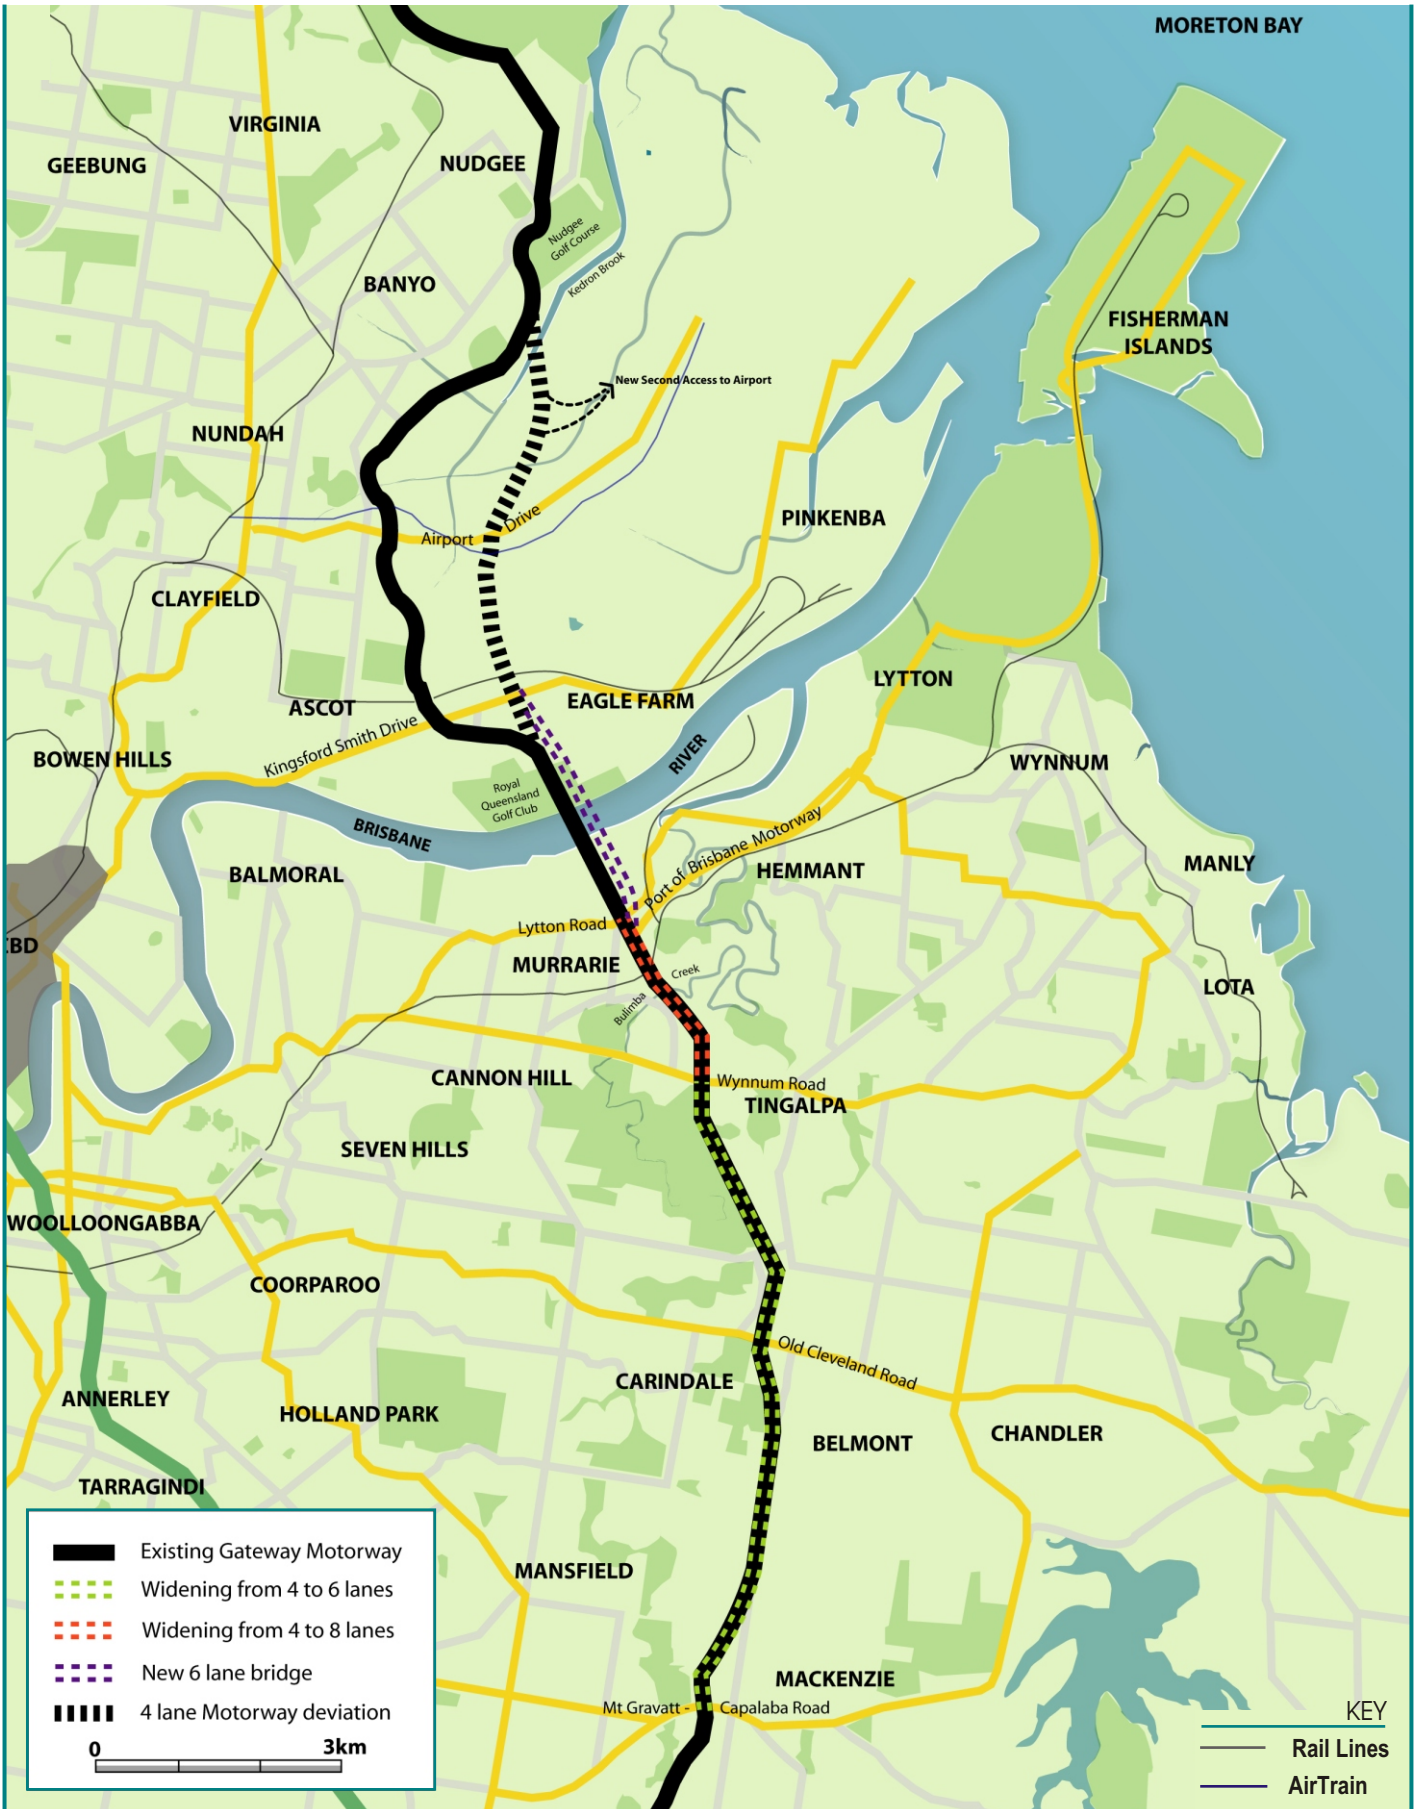 MORETON BAY
VIRGINIA
GEEBUNG
NUDGEE
Nudgee
Golf Course
Kedron Brook
BANYO
FISHERMAN
ISLANDS
New Second Access to Airport
NUNDAH
Airport
Drive
PINKENBA
CLAYFIELD
LYTTON
ASCOT
EAGLE FARM
Kingsford Smith Drive
BOWEN HILLS
RIVER
WYNNUM
Royal
Queensland
Golf Club
BRISBANE
Port of Brisbane Motorway
BALMORAL
HEMMANT
MANLY
Lytton Road
CBD
MURRARIE
Creek
Bulimba
LOTA
CANNON HILL
Wynnum Road
TINGALPA
SEVEN HILLS
WOOLLOONGABBA
COORPAROO
Old Cleveland Road
CARINDALE
ANNERLEY
HOLLAND PARK
BELMONT
CHANDLER
TARRAGINDI
MANSFIELD
MACKENZIE
Mt Gravatt - Capalaba Road
Existing Gateway Motorway
Widening from 4 to 6 lanes
Widening from 4 to 8 lanes
New 6 lane bridge
4 lane Motorway deviation
0 3km
KEY
Rail Lines
AirTrain